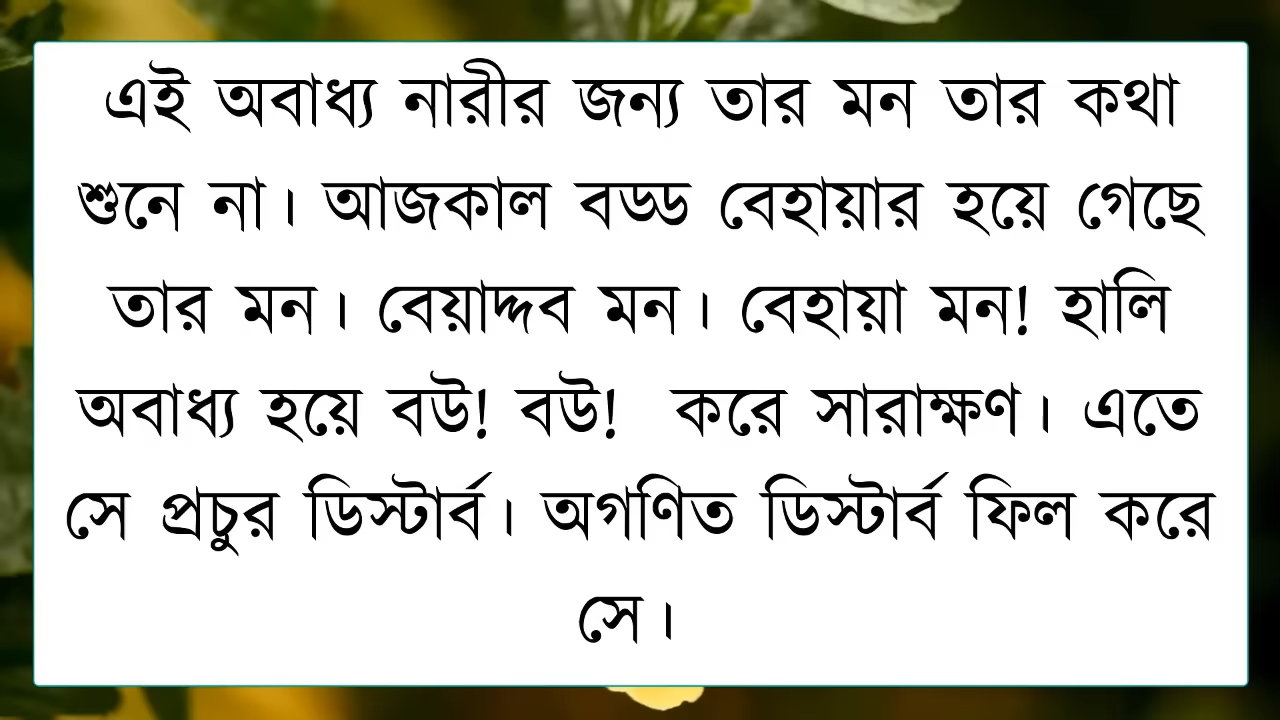 এই অবাধ্য নারীর জন্য তার মন তার কথা
শুনে না। আজকাল বড্ড বেহায়ার হয়ে গেছে
তার মন। বেয়াদ্দব মন। বেহায়া মন! হালি
অবাধ্য হয়ে বউ! বউ!  করে সারাক্ষণ। এতে
সে প্রচুর ডিস্টার্ব। অগণিত ডিস্টার্ব ফিল করে
সে।